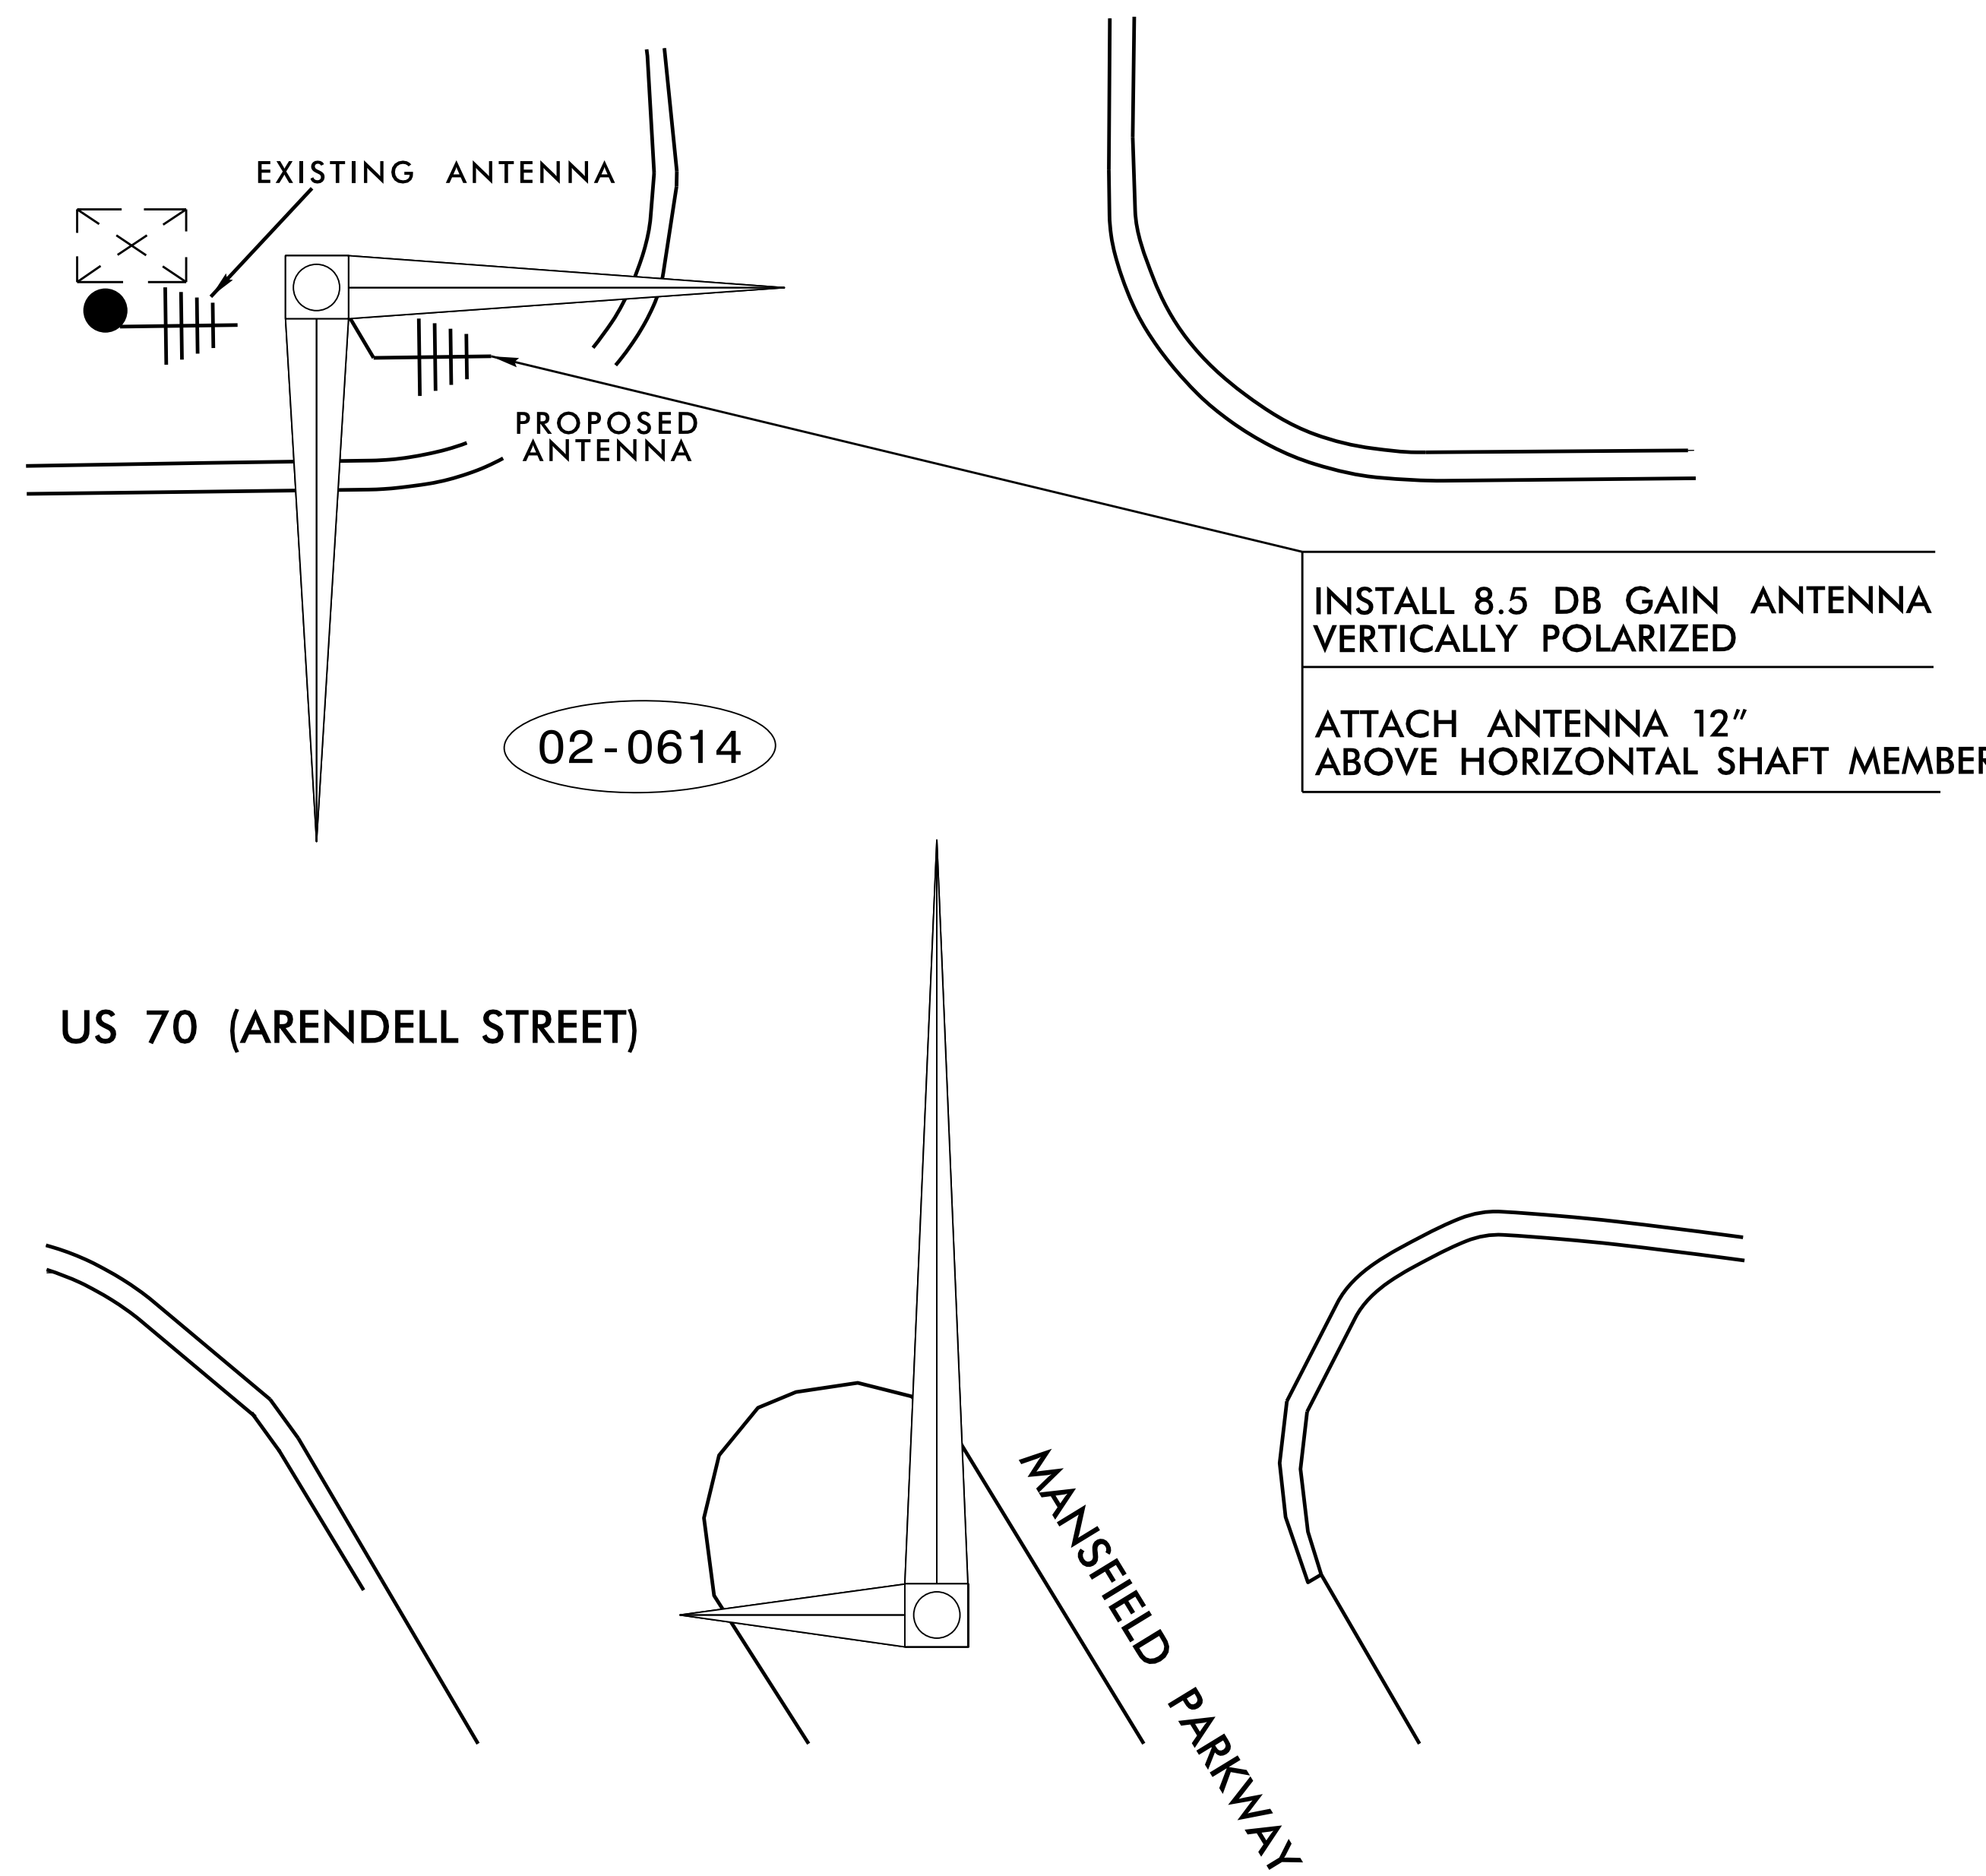 EXISTING ANTENNA
PROPOSED
ANTENNA
INSTALL 8.5 DB GAIN ANTENNA
VERTICALLY POLARIZED
ATTACH ANTENNA 12"
ABOVE HORIZONTAL SHAFT MEMBER
02-0614
US 70 (ARENDELL STREET)
MANSFIELD PARKWAY